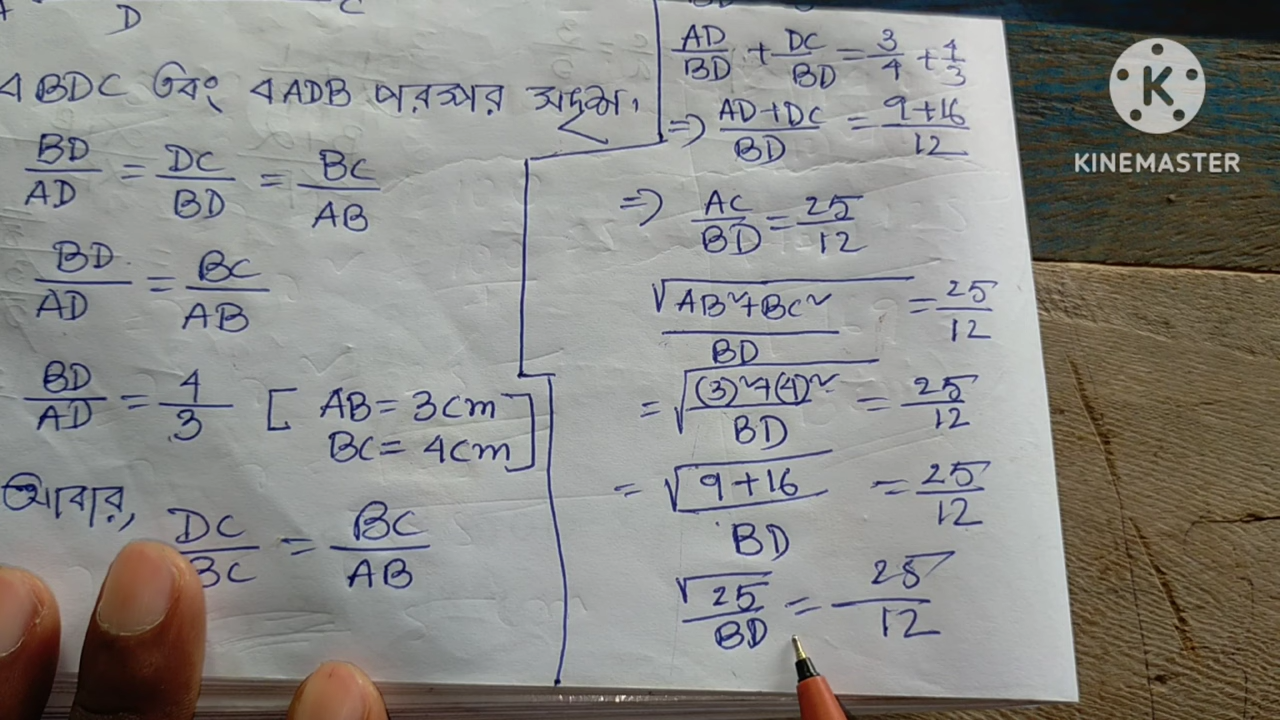 D C
ΔBDC এবং ΔADB পরস্পর সদৃশ।
BD/AD = DC/BD = BC/AB
BD/AD = BC/AB
BD/AD = 4/3 [AB = 3cm
BC = 4cm]
আবার,
DC/BC = BC/AB
AD/BD + DC/BD = 3/4 + 4/3
⇒ AD+DC/BD = 9+16/12
⇒ AC/BD = 25/12
√AB²+BC²/BD = 25/12
= √(3)²+(4)²/BD = 25/12
= √9+16/BD = 25/12
√25/BD = 25/12
K
KINEMASTER